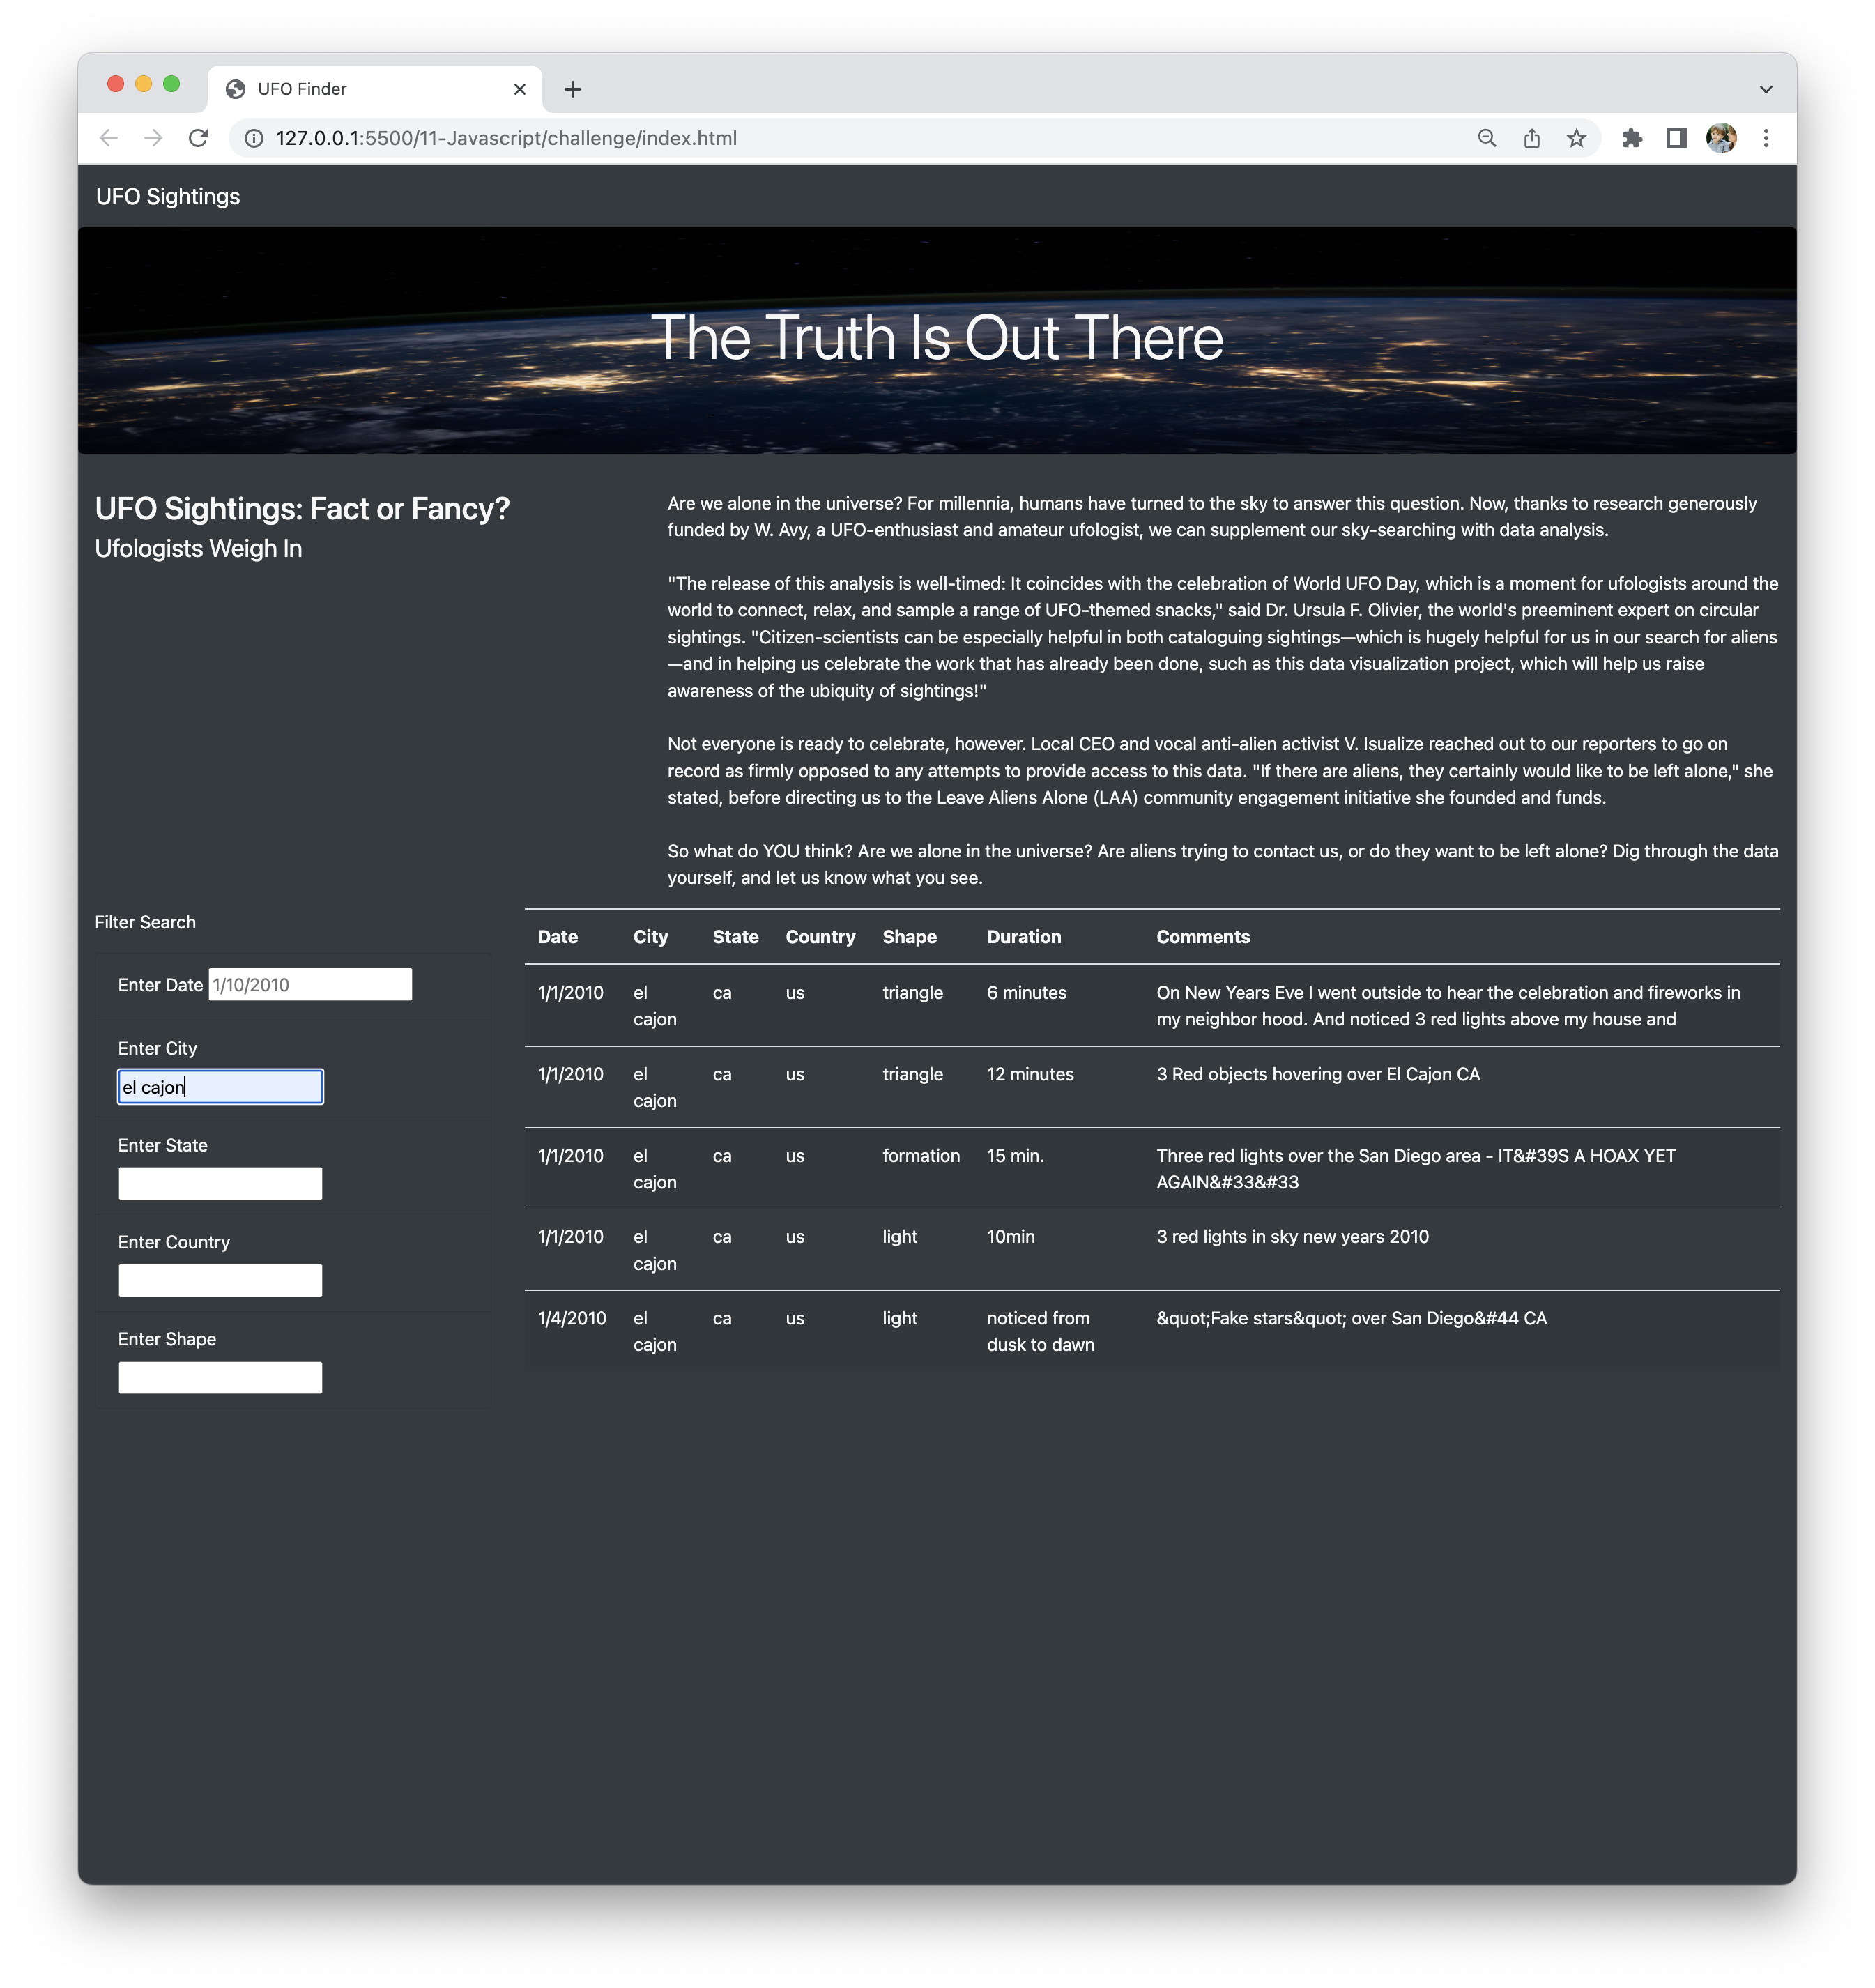 UFO Finder
127.0.0.1:5500/11-Javascript/challenge/index.html
UFO Sightings
The Truth Is Out There
UFO Sightings: Fact or Fancy?
Ufologists Weigh In
Are we alone in the universe? For millennia, humans have turned to the sky to answer this question. Now, thanks to research generously
funded by W. Avy, a UFO-enthusiast and amateur ufologist, we can supplement our sky-searching with data analysis.
"The release of this analysis is well-timed: It coincides with the celebration of World UFO Day, which is a moment for ufologists around the
world to connect, relax, and sample a range of UFO-themed snacks," said Dr. Ursula F. Olivier, the world's preeminent expert on circular
sightings. "Citizen-scientists can be especially helpful in both cataloguing sightings—which is hugely helpful for us in our search for aliens
—and in helping us celebrate the work that has already been done, such as this data visualization project, which will help us raise
awareness of the ubiquity of sightings!"
Not everyone is ready to celebrate, however. Local CEO and vocal anti-alien activist V. Isualize reached out to our reporters to go on
record as firmly opposed to any attempts to provide access to this data. "If there are aliens, they certainly would like to be left alone," she
stated, before directing us to the Leave Aliens Alone (LAA) community engagement initiative she founded and funds.
So what do YOU think? Are we alone in the universe? Are aliens trying to contact us, or do they want to be left alone? Dig through the data
yourself, and let us know what you see.
Filter Search
Enter Date 1/10/2010
Enter City
el cajon
Enter State
Enter Country
Enter Shape
Date City State Country Shape Duration Comments
1/1/2010 el ca us triangle 6 minutes On New Years Eve I went outside to hear the celebration and fireworks in
cajon my neighbor hood. And noticed 3 red lights above my house and
1/1/2010 el ca us triangle 12 minutes 3 Red objects hovering over El Cajon CA
cajon
1/1/2010 el ca us formation 15 min. Three red lights over the San Diego area - IT&#39S A HOAX YET
cajon AGAIN&#33&#33
1/1/2010 el ca us light 10min 3 red lights in sky new years 2010
cajon
1/4/2010 el ca us light noticed from &quot;Fake stars&quot; over San Diego&#44 CA
cajon dusk to dawn